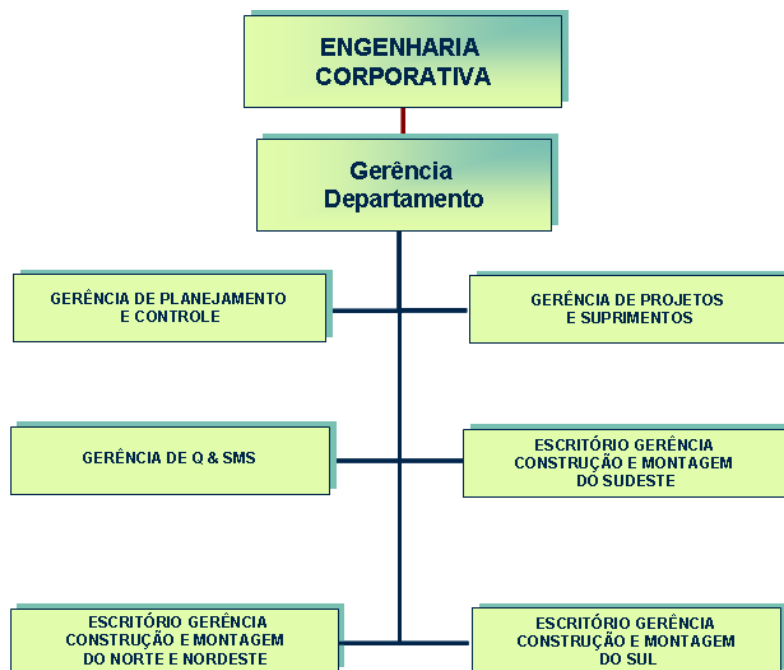 ENGENHARIA
CORPORATIVA
Gerência
Departamento
GERÊNCIA DE PLANEJAMENTO
E CONTROLE
GERÊNCIA DE PROJETOS
E SUPRIMENTOS
GERÊNCIA DE Q & SMS
ESCRITÓRIO GERÊNCIA
CONSTRUÇÃO E MONTAGEM
DO SUDESTE
ESCRITÓRIO GERÊNCIA
CONSTRUÇÃO E MONTAGEM
DO NORTE E NORDESTE
ESCRITÓRIO GERÊNCIA
CONSTRUÇÃO E MONTAGEM
DO SUL